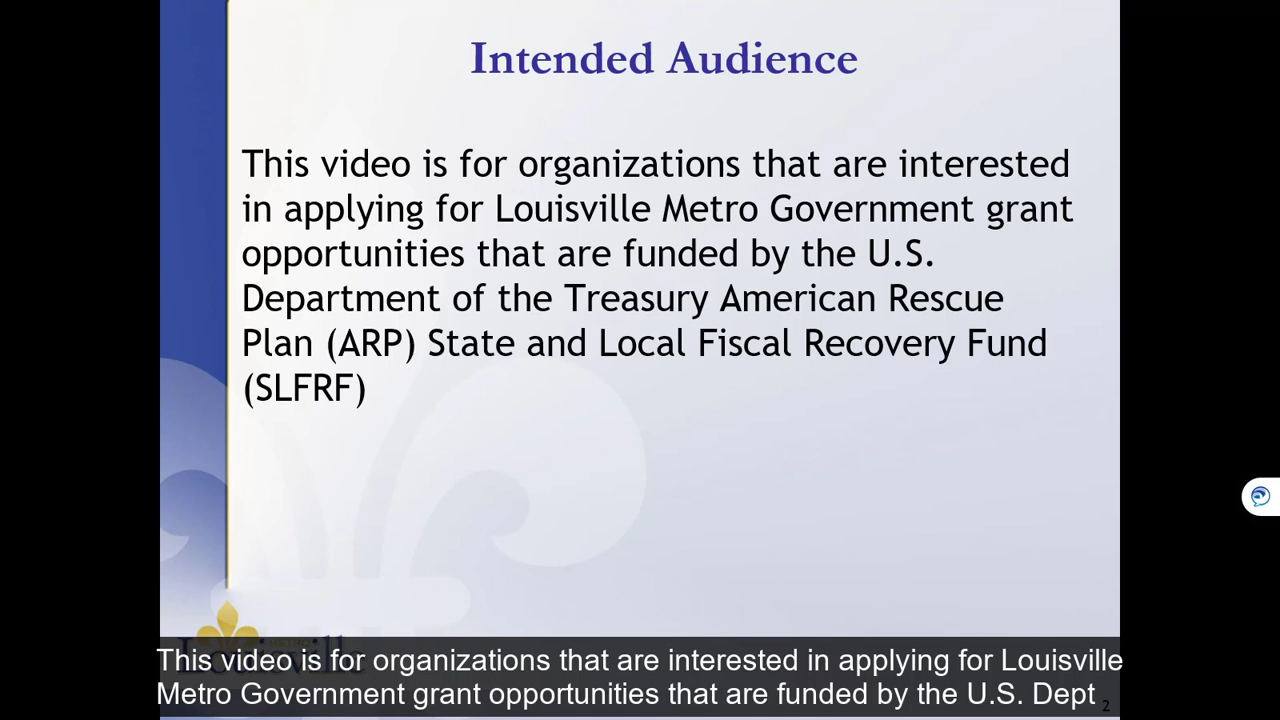 Intended Audience
This video is for organizations that are interested
in applying for Louisville Metro Government grant
opportunities that are funded by the U.S.
Department of the Treasury American Rescue
Plan (ARP) State and Local Fiscal Recovery Fund
(SLFRF)
Louisville
This video is for organizations that are interested in applying for Louisville
Metro Government grant opportunities that are funded by the U.S. Dept
2